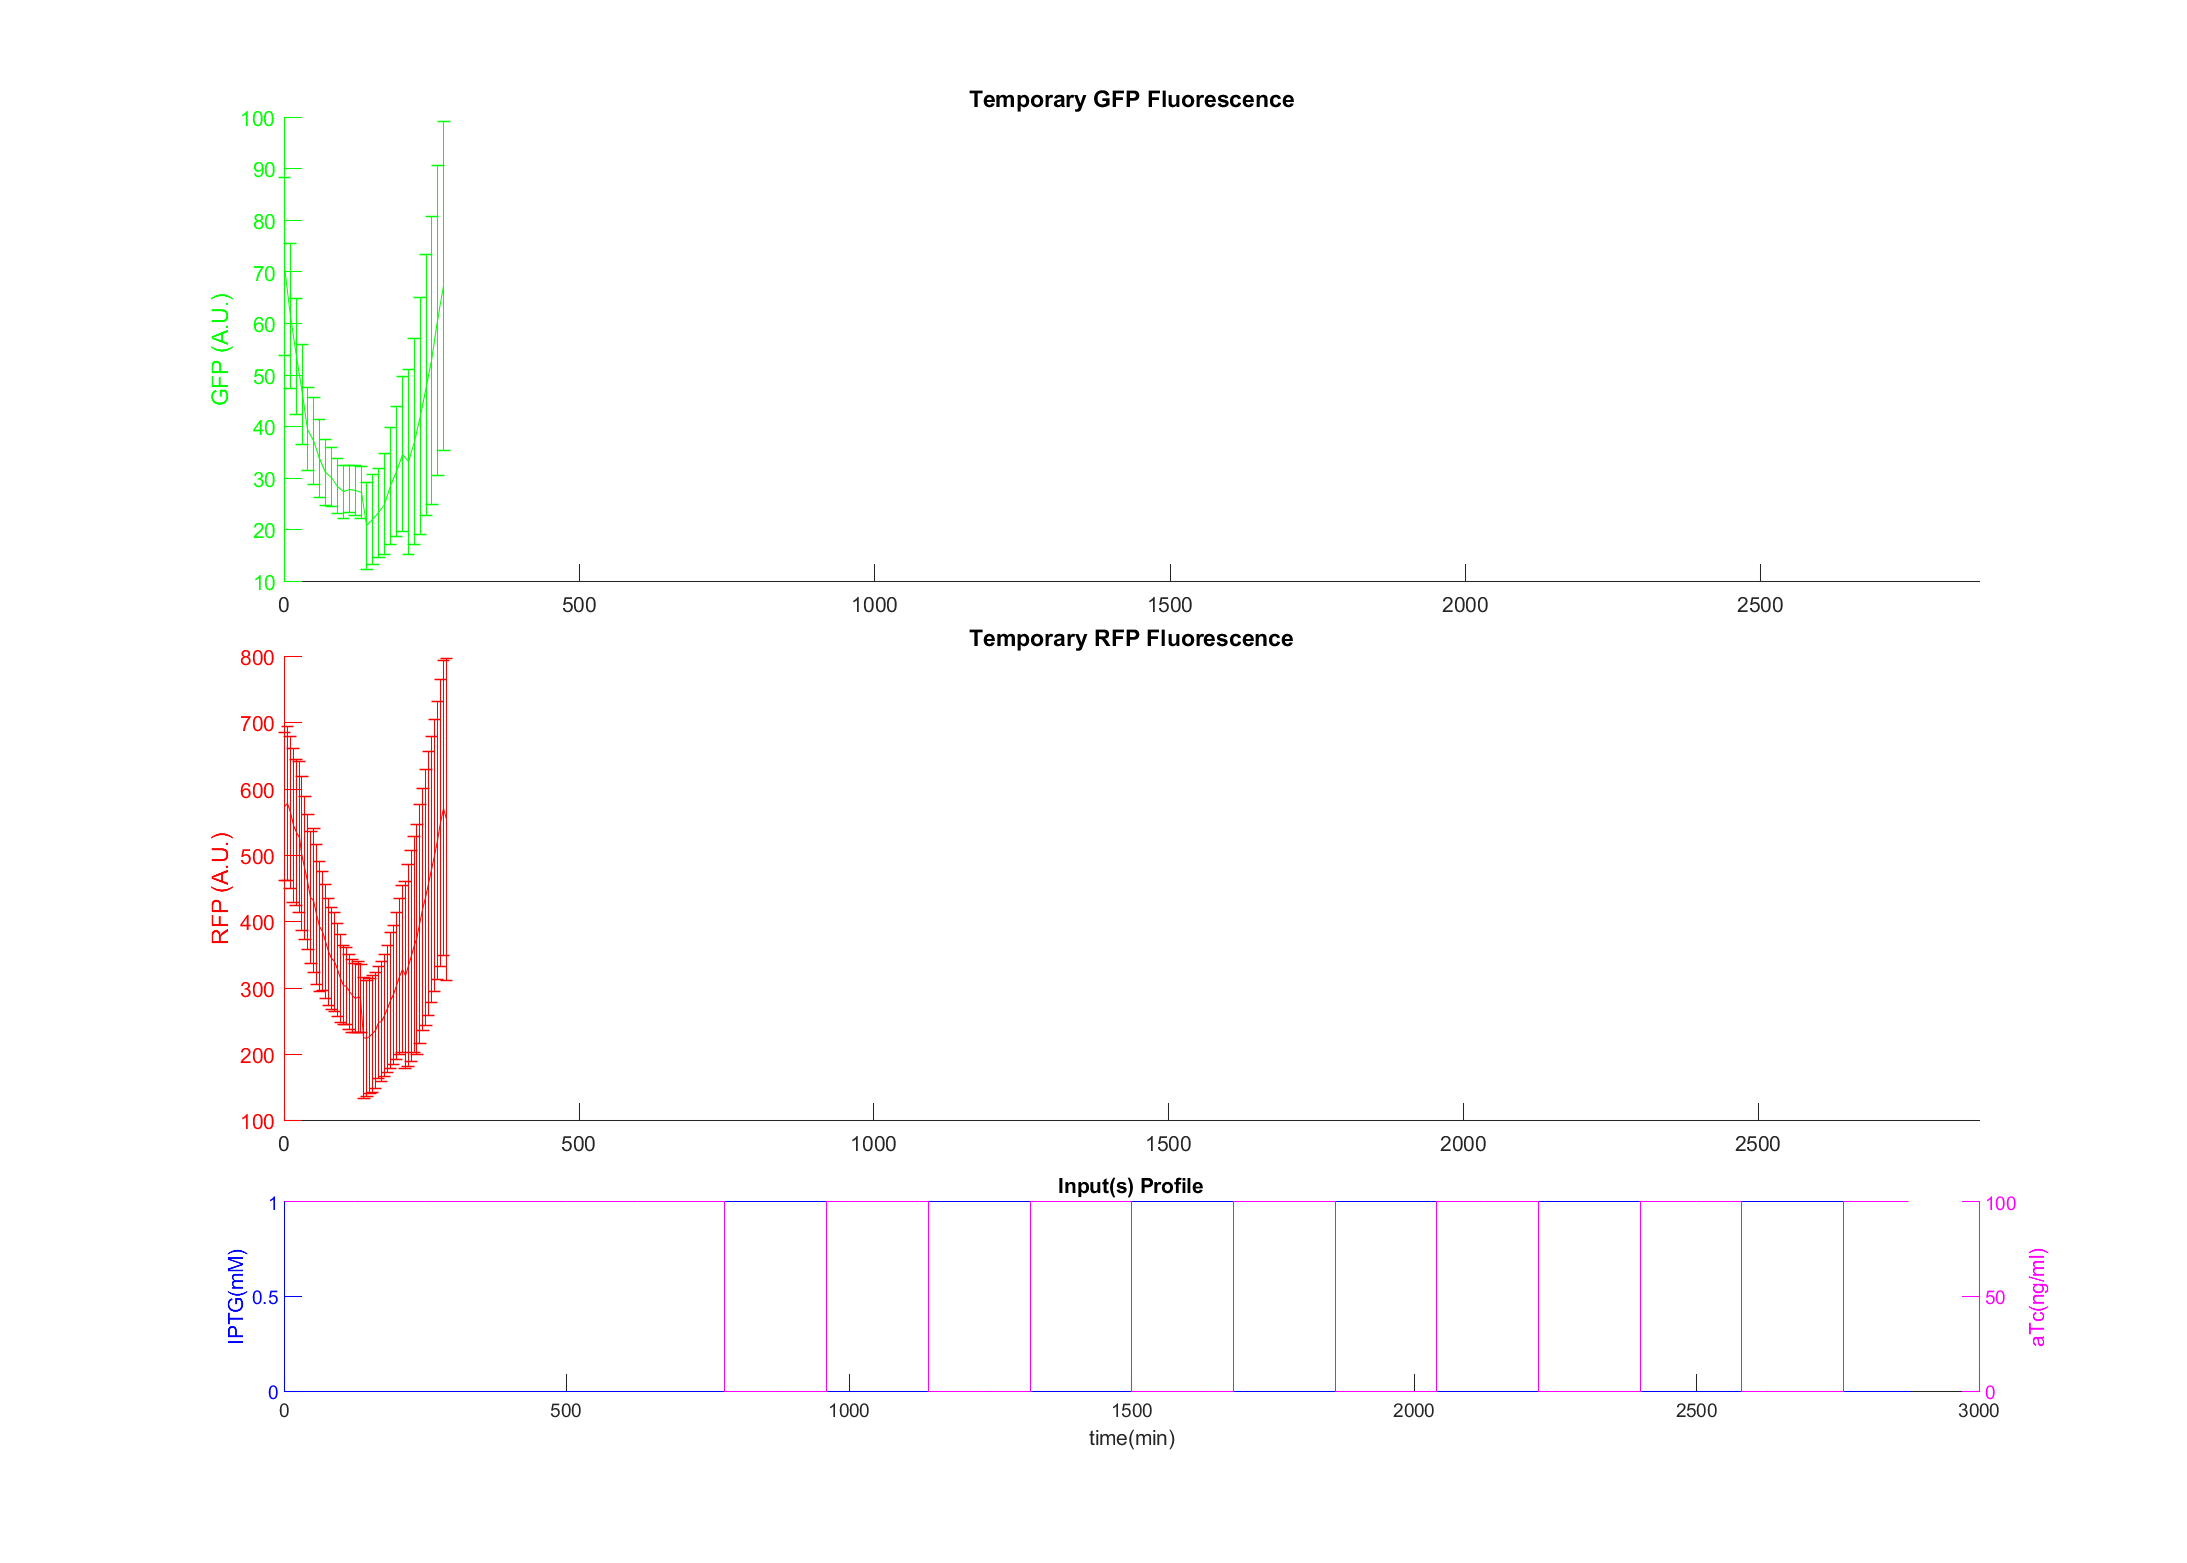 Temporary GFP Fluorescence
100
90
80
70
60
50
40
30
20
10
GFP (A.U.)
0 500 1000 1500 2000 2500
Temporary RFP Fluorescence
800
700
600
500
400
300
200
100
RFP (A.U.)
0 500 1000 1500 2000 2500
Input(s) Profile
1
0.5
0
IPTG(mM)
100
50
0
aTc(ng/ml)
0 500 1000 1500 2000 2500 3000
time(min)